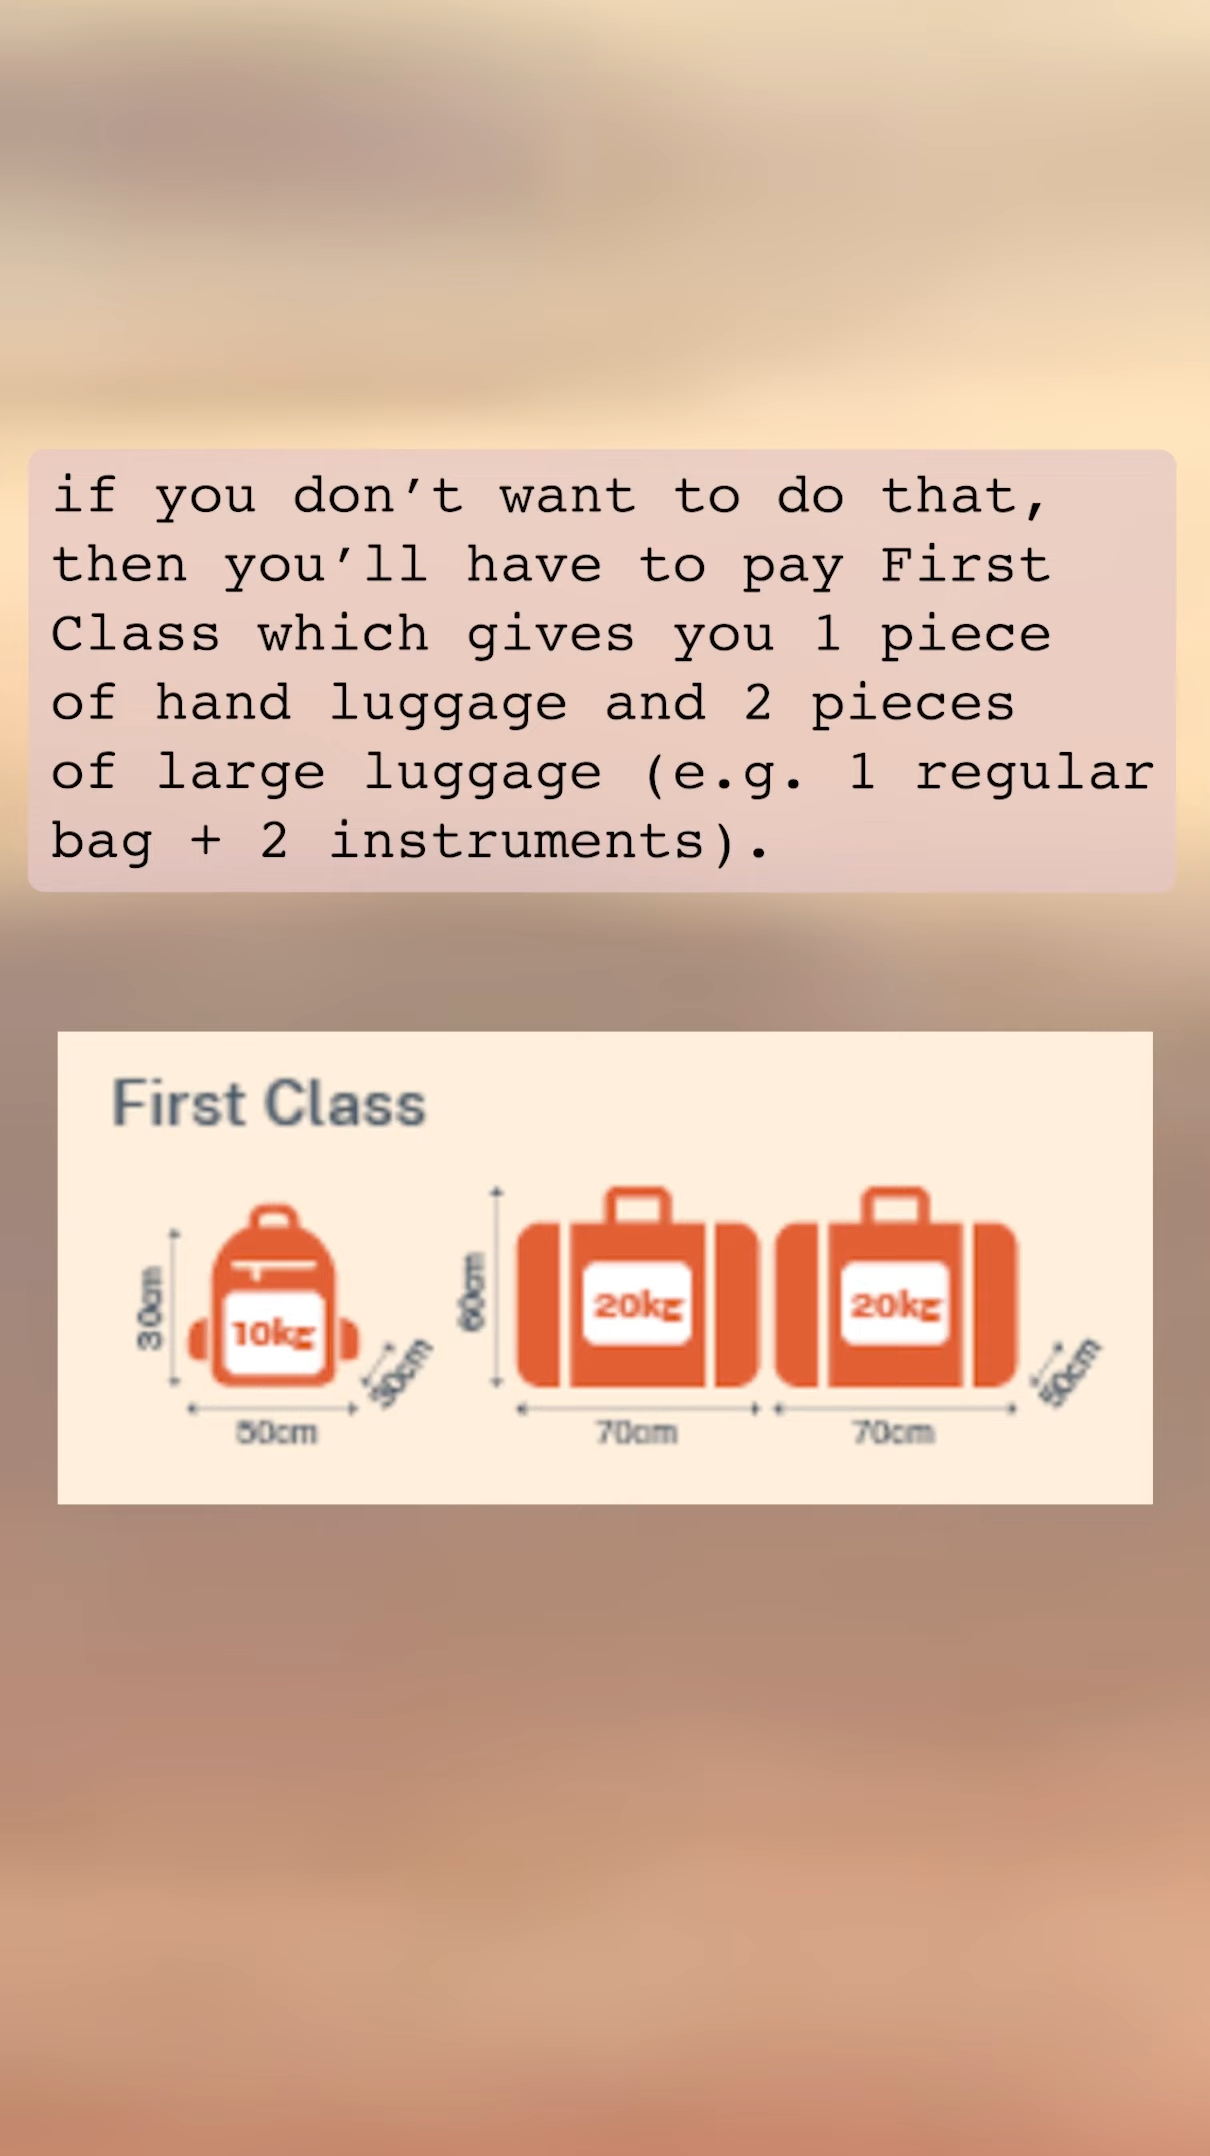 if you don’t want to do that,
then you’ll have to pay First
Class which gives you 1 piece
of hand luggage and 2 pieces
of large luggage (e.g. 1 regular
bag + 2 instruments).
First Class
30cm
10kg
30cm
50cm
60cm
20kg
20kg
50cm
70cm
70cm